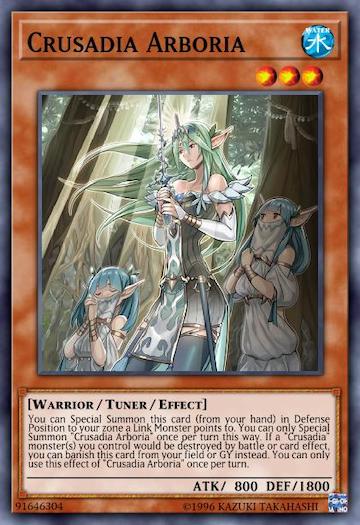 CRUSADIA ARBORIA
WATER
水
[WARRIOR / TUNER / EFFECT]
You can Special Summon this card (from your hand) in Defense
Position to your zone a Link Monster points to. You can only Special
Summon "Crusadia Arboria" once per turn this way. If a "Crusadia"
monster(s) you control would be destroyed by battle or card effect,
you can banish this card from your field or GY instead. You can only
use this effect of "Crusadia Arboria" once per turn.
ATK/ 800 DEF/1800
91646304
©1996 KAZUKI TAKAHASHI